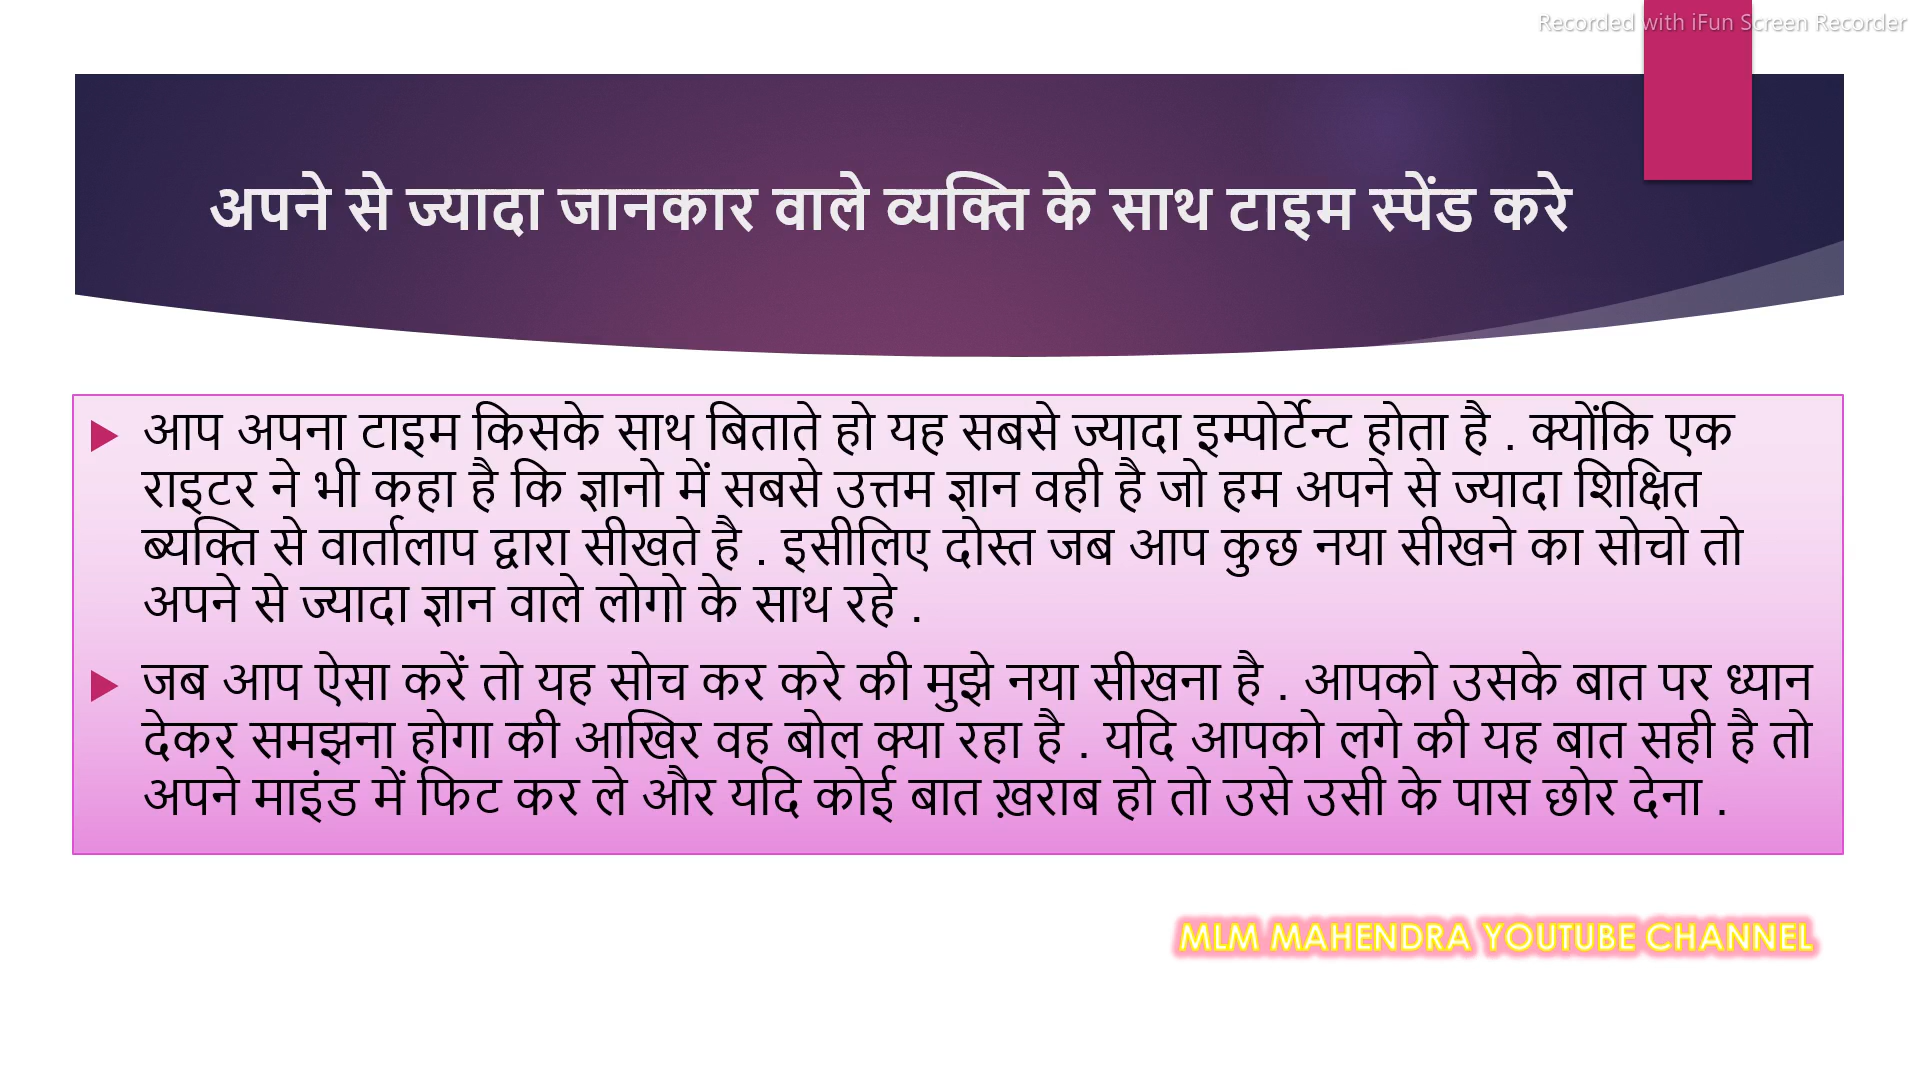 Recorded with iFun Screen Recorder
अपने से ज्यादा जानकार वाले व्यक्ति के साथ टाइम स्पेंड करे
आप अपना टाइम किसके साथ बिताते हो यह सबसे ज्यादा इम्पोर्टेन्ट होता है . क्योंकि एक
राइटर ने भी कहा है कि ज्ञानो में सबसे उत्तम ज्ञान वही है जो हम अपने से ज्यादा शिक्षित
ब्यक्ति से वार्तालाप द्वारा सीखते है . इसीलिए दोस्त जब आप कुछ नया सीखने का सोचो तो
अपने से ज्यादा ज्ञान वाले लोगो के साथ रहे .
जब आप ऐसा करें तो यह सोच कर करे की मुझे नया सीखना है . आपको उसके बात पर ध्यान
देकर समझना होगा की आखिर वह बोल क्या रहा है . यदि आपको लगे की यह बात सही है तो
अपने माइंड में फिट कर ले और यदि कोई बात ख़राब हो तो उसे उसी के पास छोर देना .
MLM MAHENDRA YOUTUBE CHANNEL